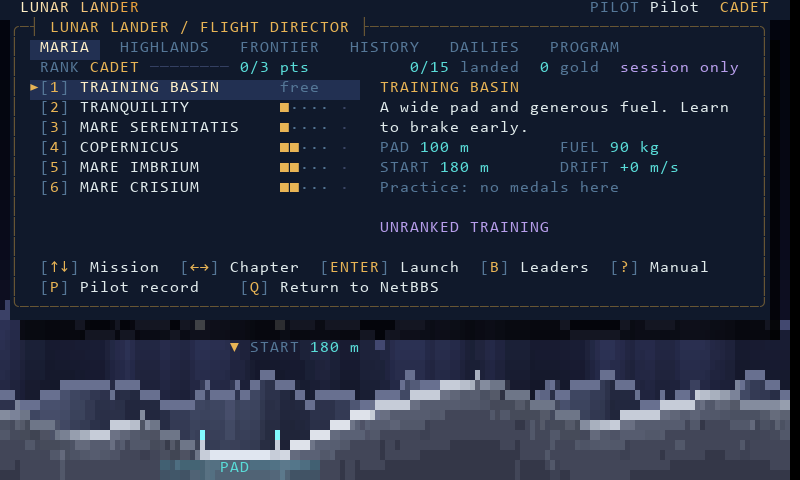 LUNAR LANDER PILOT Pilot CADET
LUNAR LANDER / FLIGHT DIRECTOR
MARIA HIGHLANDS FRONTIER HISTORY DAILIES PROGRAM
RANK CADET 0/3 pts 0/15 landed 0 gold session only
►[1] TRAINING BASIN free TRAINING BASIN
[2] TRANQUILITY ■···· · A wide pad and generous fuel. Learn
[3] MARE SERENITATIS ■···· · to brake early.
[4] COPERNICUS ■■··· · PAD 100 m FUEL 90 kg
[5] MARE IMBRIUM ■■··· · START 180 m DRIFT +0 m/s
[6] MARE CRISIUM ■■··· · Practice: no medals here
UNRANKED TRAINING
[↑↓] Mission [←→] Chapter [ENTER] Launch [B] Leaders [?] Manual
[P] Pilot record [Q] Return to NetBBS
▼ START 180 m
PAD